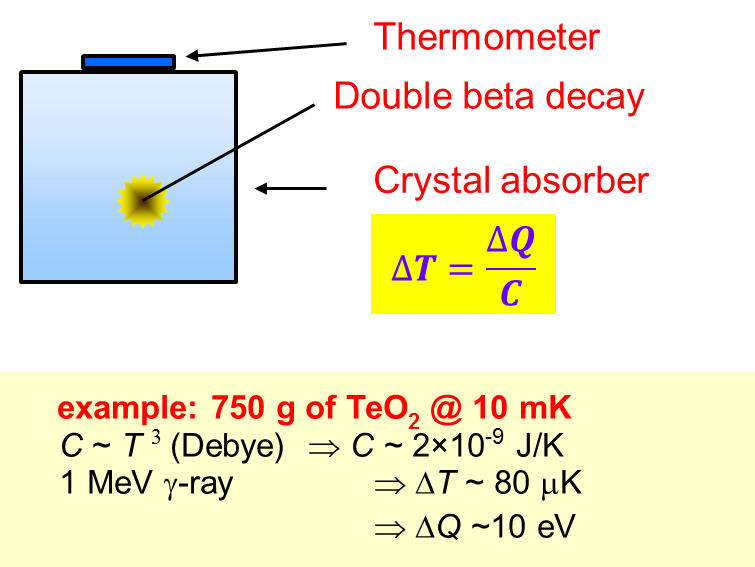 Thermometer
Double beta decay
Crystal absorber
ΔT = ΔQ/C
example: 750 g of TeO₂ @ 10 mK
C ~ T ³ (Debye) ⇒ C ~ 2×10⁻⁹ J/K
1 MeV γ-ray ⇒ ΔT ~ 80 μK
⇒ ΔQ ~10 eV